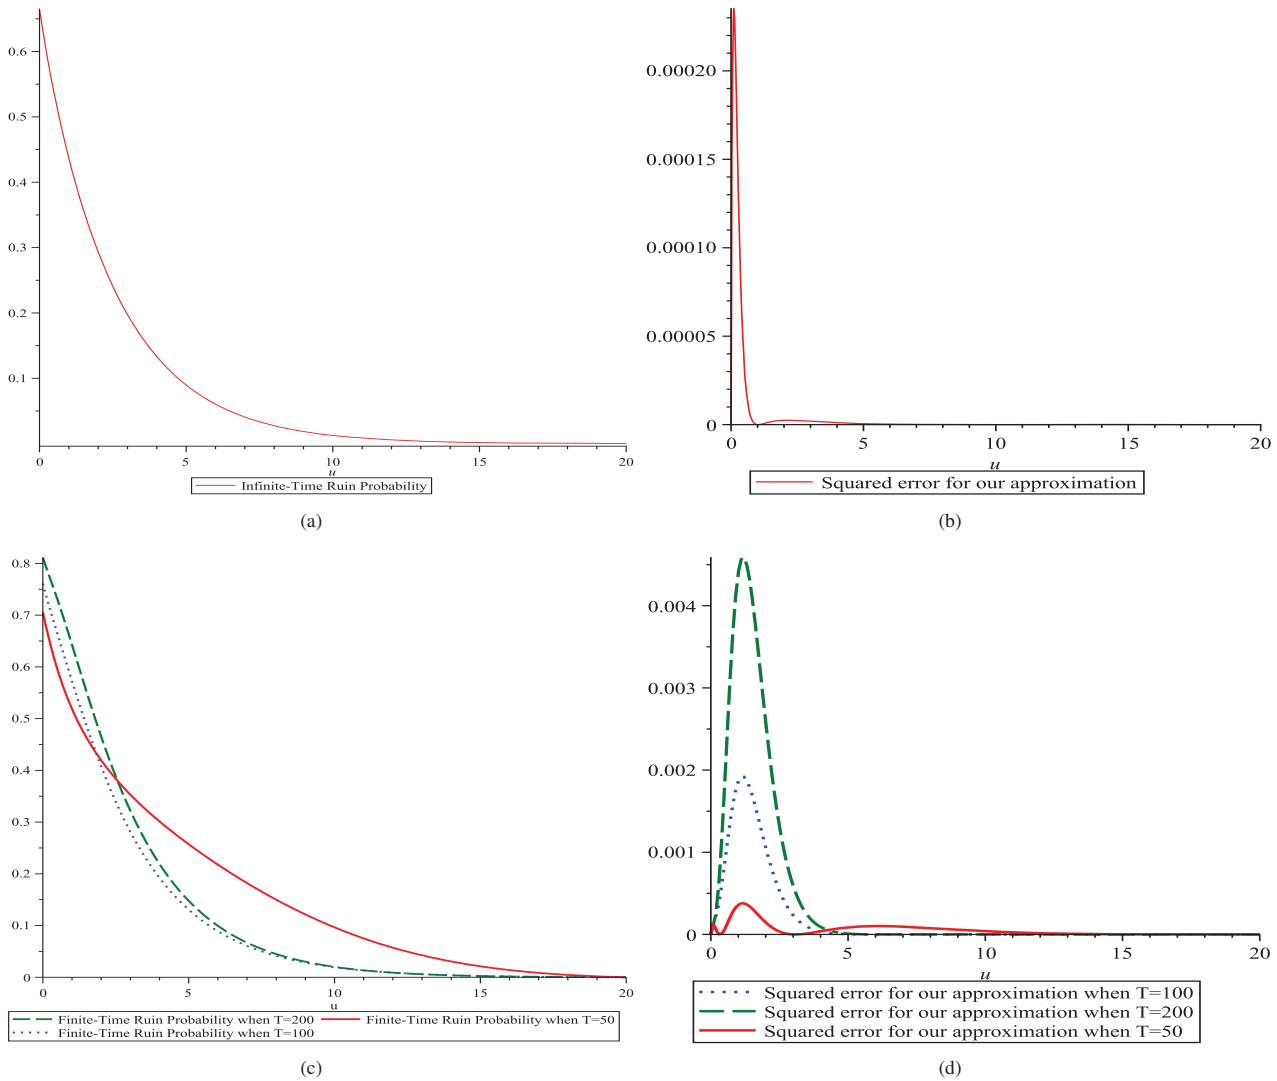 0.6
0.5
0.4
0.3
0.2
0.1
0 5 10 15 20
u
Infinite-Time Ruin Probability
(a)
0.00020
0.00015
0.00010
0.00005
0
0 5 10 15 20
u
Squared error for our approximation
(b)
0.8
0.7
0.6
0.5
0.4
0.3
0.2
0.1
0
0 5 10 15 20
u
Finite-Time Ruin Probability when T=200 Finite-Time Ruin Probability when T=50
Finite-Time Ruin Probability when T=100
(c)
0.004
0.003
0.002
0.001
0
0 5 10 15 20
u
Squared error for our approximation when T=100
Squared error for our approximation when T=200
Squared error for our approximation when T=50
(d)